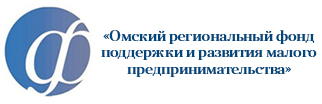 «Омский региональный фонд
поддержки и развития малого
предпринимательства»